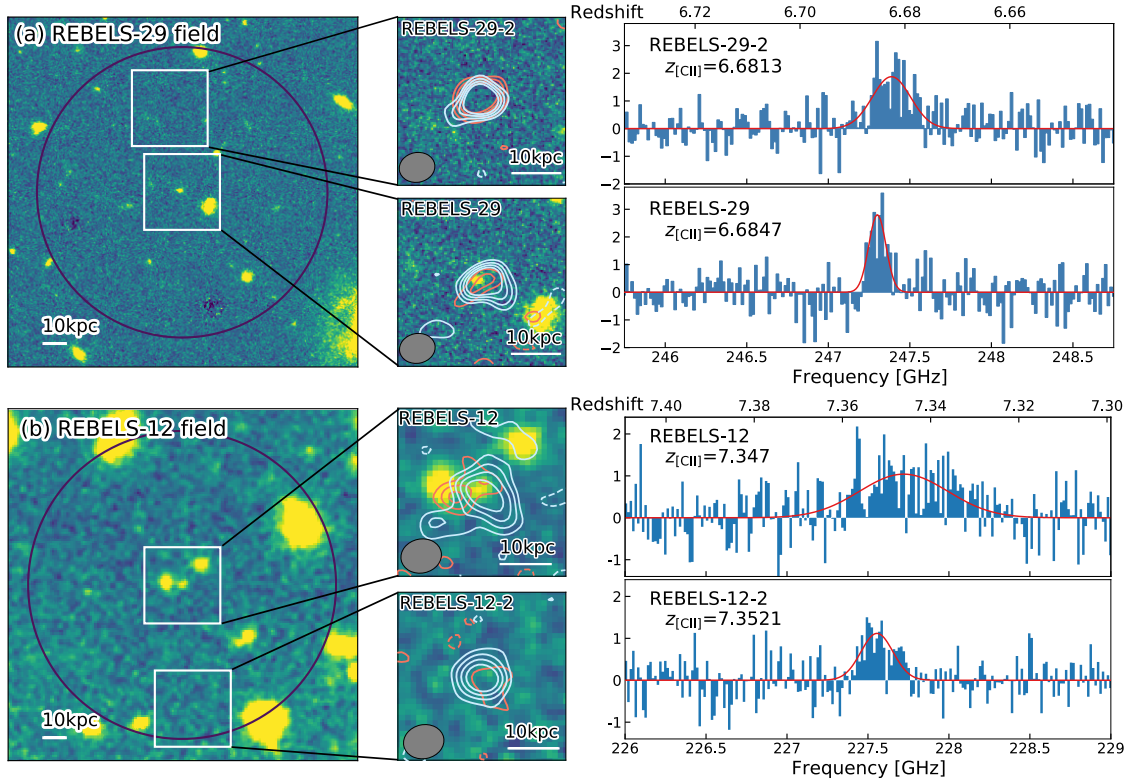 (a) REBELS-29 field
10kpc
REBELS-29-2
10kpc
REBELS-29
10kpc
Redshift 6.72 6.70 6.68 6.66
REBELS-29-2
z[CII]=6.6813
3
2
1
0
−1
−2
REBELS-29
z[CII]=6.6847
3
2
1
0
−1
−2
246 246.5 247 247.5 248 248.5
Frequency [GHz]
(b) REBELS-12 field
10kpc
REBELS-12
10kpc
REBELS-12-2
10kpc
Redshift 7.40 7.38 7.36 7.34 7.32 7.30
REBELS-12
z[CII]=7.347
2
1
0
-1
REBELS-12-2
z[CII]=7.3521
2
1
0
-1
226 226.5 227 227.5 228 228.5 229
Frequency [GHz]